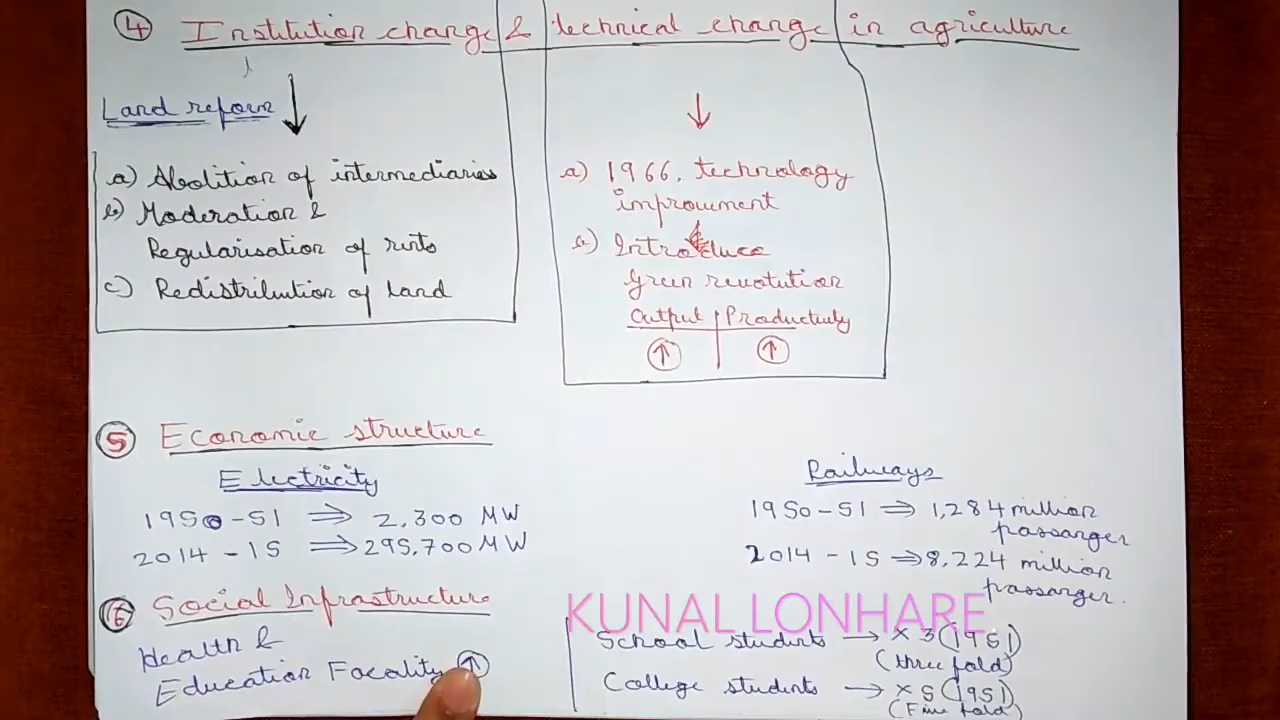 ④ Institution change & technical change in agriculture
Land reform
a) Abolition of intermediaries
b) Moderation &
Regularisation of rents
c) Redistribution of land
a) 1966, technology
improvement
b) Introduce
Green revolution
Output | Productivity
↑ ↑
⑤ Economic structure
Electricity
1950-51 ⇒ 2,300 MW
2014-15 ⇒ 295,700 MW
Railways
1950-51 ⇒ 1,284 million
passanger
2014-15 ⇒ 8,224 million
passanger.
⑥ Social Infrastructure
Health &
Education Facality ↑
KUNAL LONHARE
School students → x 3 (1951)
(three fold)
College students → x 5 (1951)
(Five fold)